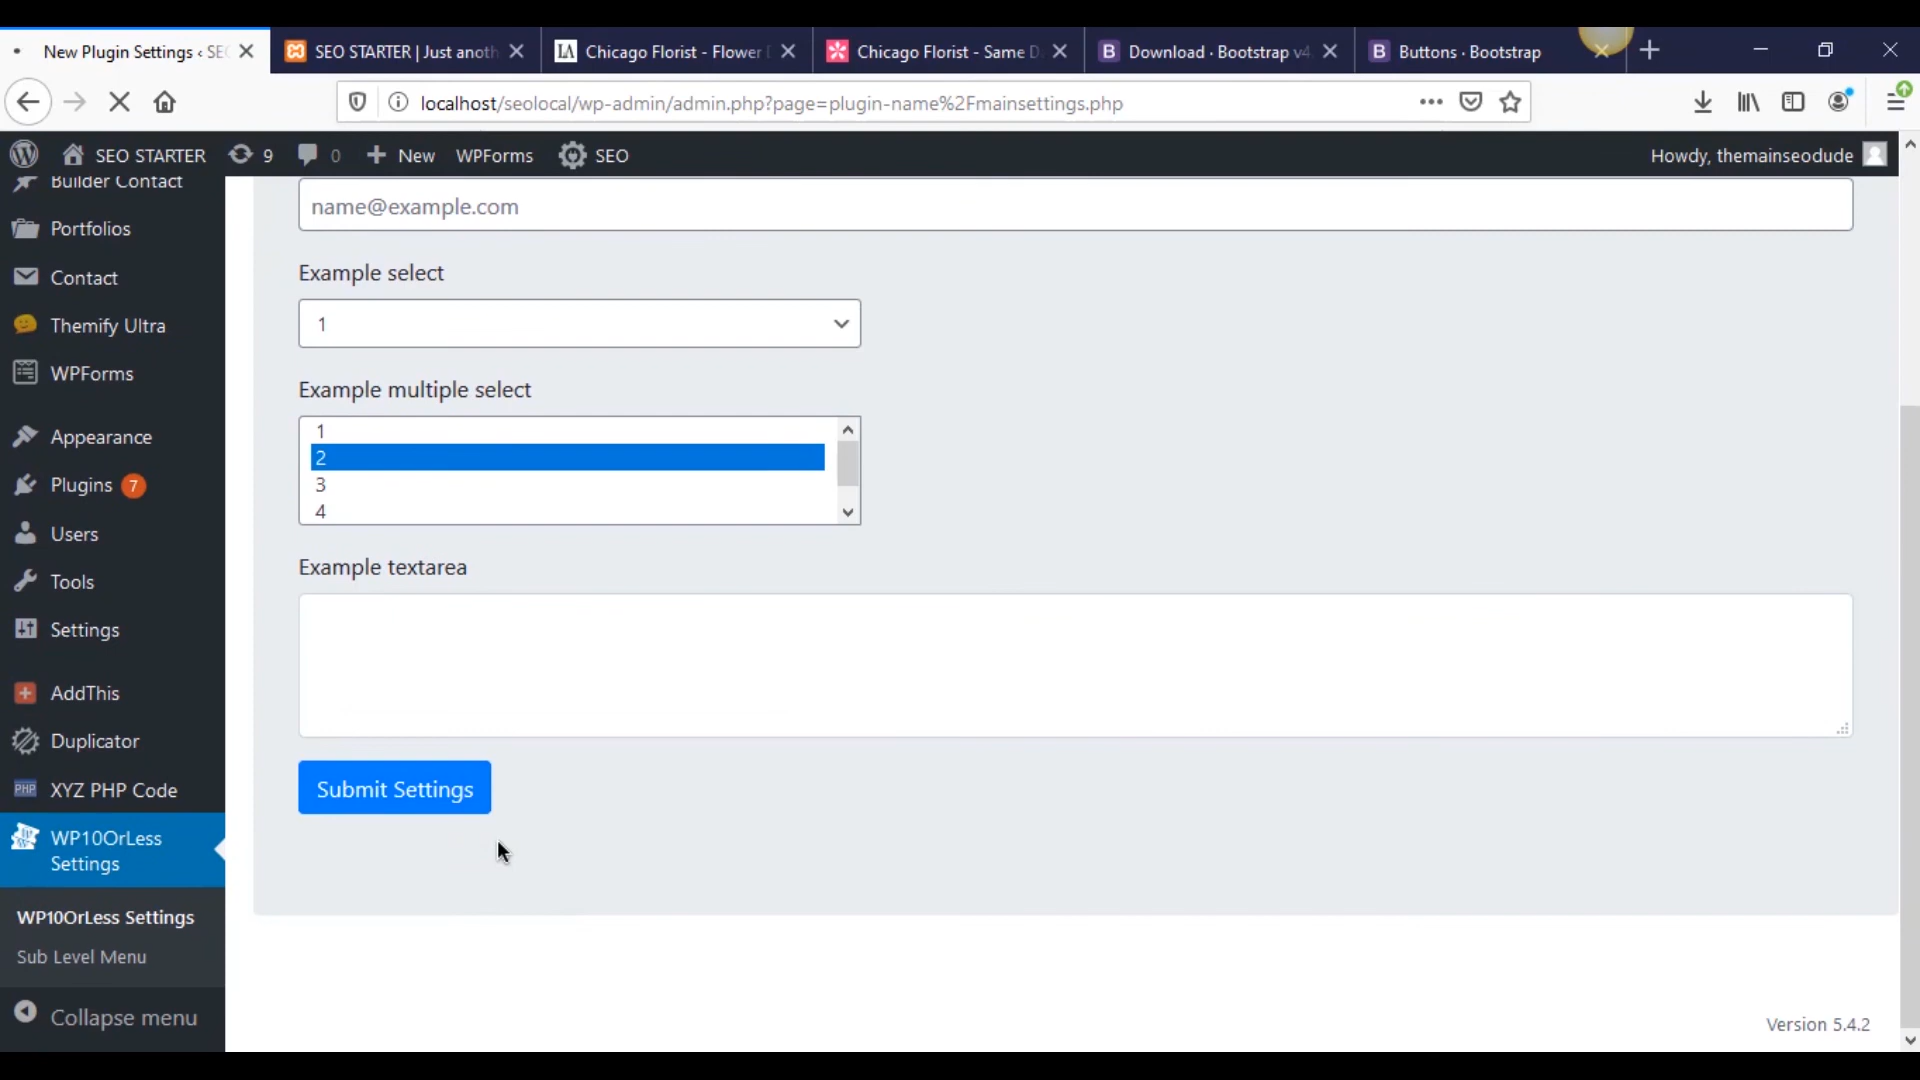 New Plugin Settings ‹ SE
SEO STARTER | Just anoth
LA Chicago Florist - Flower
Chicago Florist - Same D
B Download · Bootstrap v4
B Buttons · Bootstrap
localhost/seolocal/wp-admin/admin.php?page=plugin-name%2Fmainsettings.php
SEO STARTER 9 0 New WPForms SEO Howdy, themainseodude
Builder Contact
Portfolios
Contact
Themify Ultra
WPForms
Appearance
Plugins 7
Users
Tools
Settings
AddThis
Duplicator
PHP XYZ PHP Code
WP10OrLess
Settings
WP10OrLess Settings
Sub Level Menu
Collapse menu
name@example.com
Example select
1
Example multiple select
1
2
3
4
Example textarea
Submit Settings
Version 5.4.2